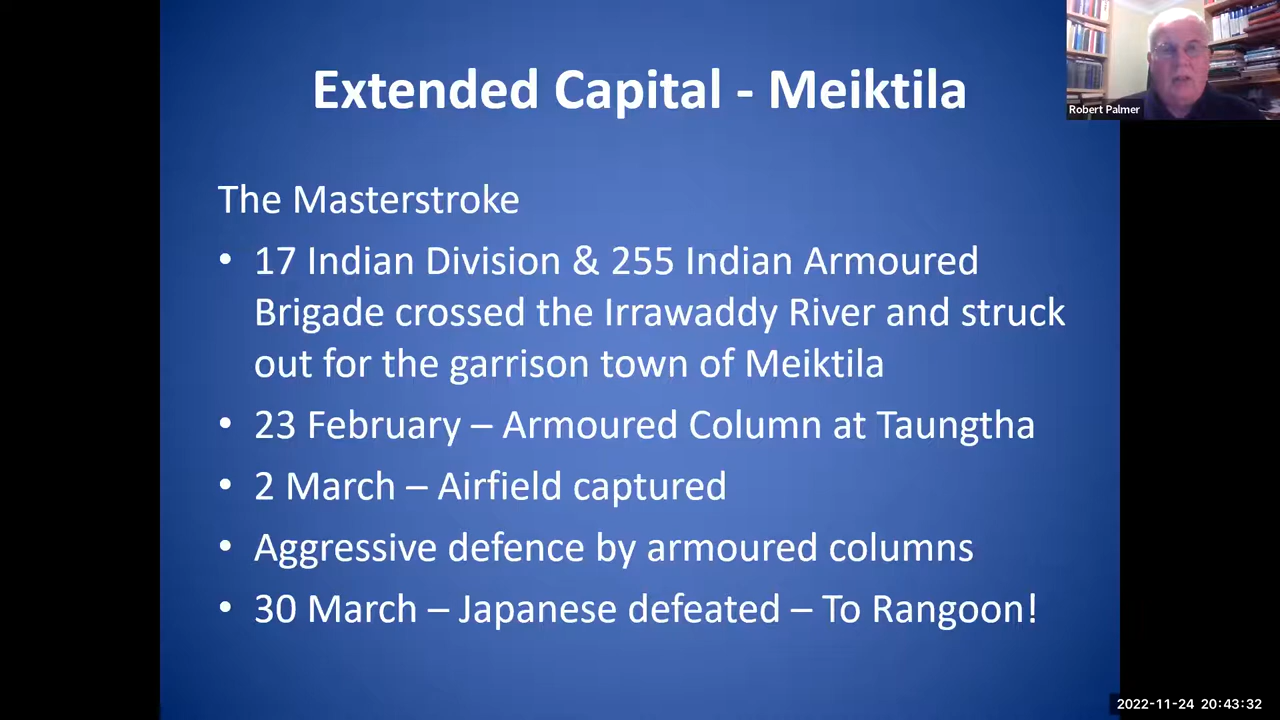 Extended Capital - Meiktila
Robert Palmer
The Masterstroke
• 17 Indian Division & 255 Indian Armoured
Brigade crossed the Irrawaddy River and struck
out for the garrison town of Meiktila
• 23 February – Armoured Column at Taungtha
• 2 March – Airfield captured
• Aggressive defence by armoured columns
• 30 March – Japanese defeated – To Rangoon!
2022-11-24 20:43:32